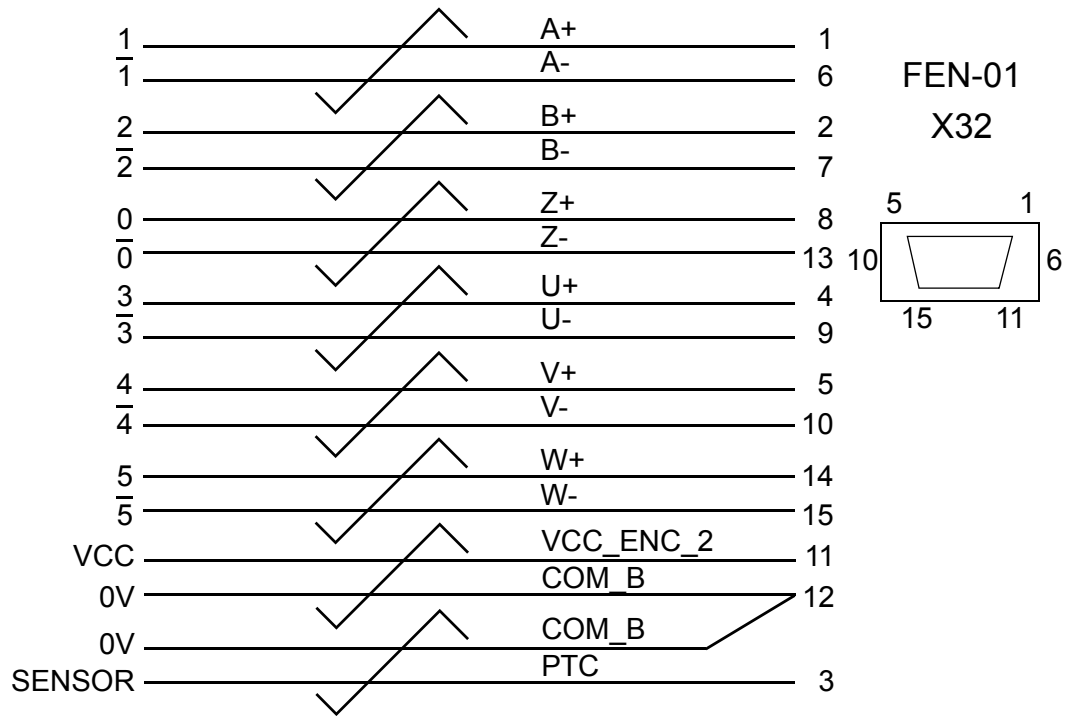 1 A+ 1
1̅ A- 6
FEN-01
X32
2 B+ 2
2̅ B- 7
0 Z+ 8
0̅ Z- 13
5 1
10 6
15 11
3 U+ 4
3̅ U- 9
4 V+ 5
4̅ V- 10
5 W+ 14
5̅ W- 15
VCC VCC_ENC_2 11
0V COM_B 12
0V COM_B
SENSOR PTC 3